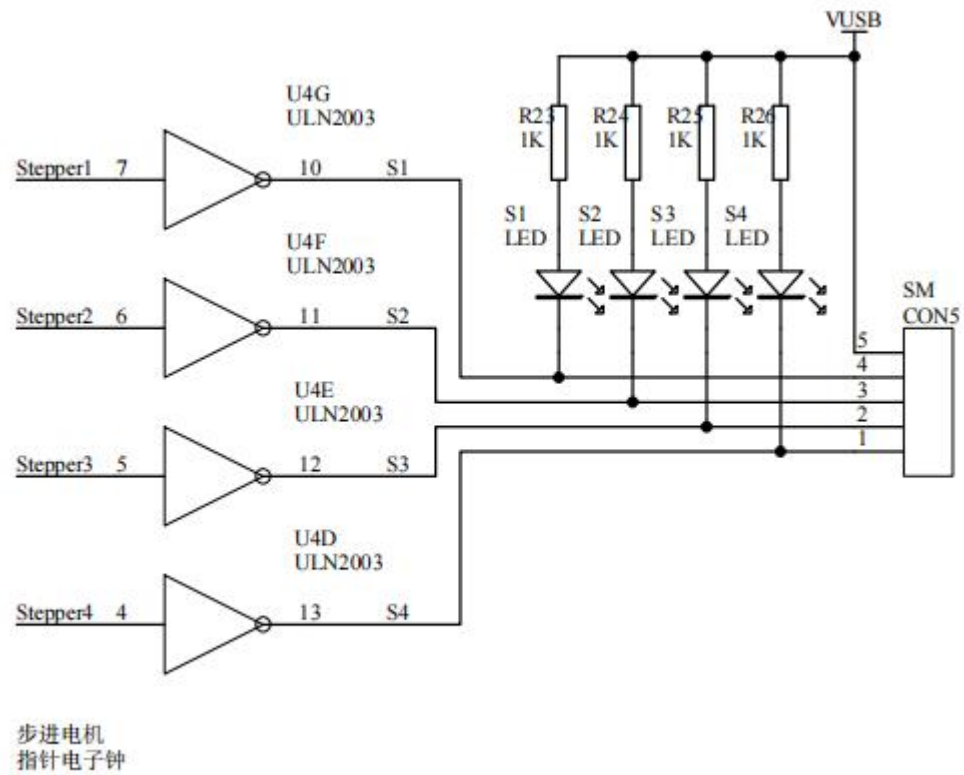 VUSB
U4G
ULN2003
R23
1K
R24
1K
R25
1K
R26
1K
Stepper1 7
10 S1
S1
LED
S2
LED
S3
LED
S4
LED
U4F
ULN2003
Stepper2 6
11 S2
SM
CON5
5
4
3
2
1
U4E
ULN2003
Stepper3 5
12 S3
U4D
ULN2003
Stepper4 4
13 S4
步进电机
指针电子钟